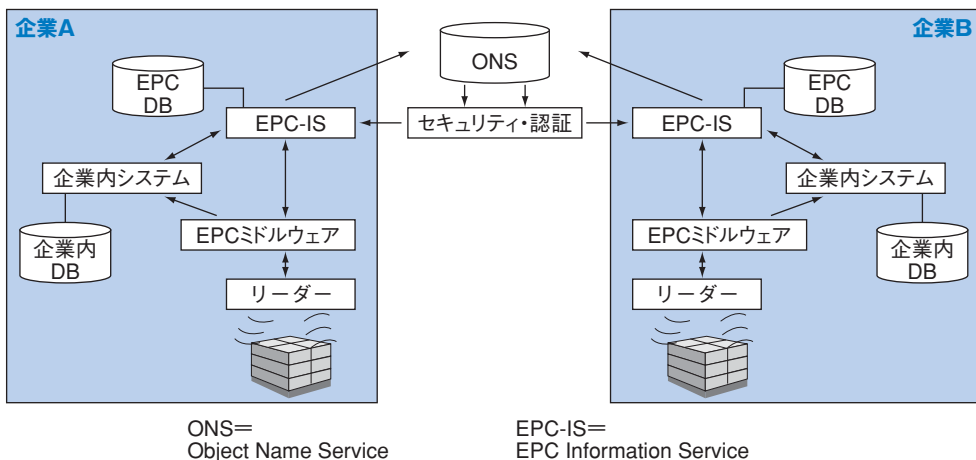 企業A
企業B
ONS
EPC
DB
EPC
DB
EPC-IS
セキュリティ・認証
EPC-IS
企業内システム
企業内システム
EPCミドルウェア
EPCミドルウェア
企業内
DB
企業内
DB
リーダー
リーダー
ONS=
Object Name Service
EPC-IS=
EPC Information Service